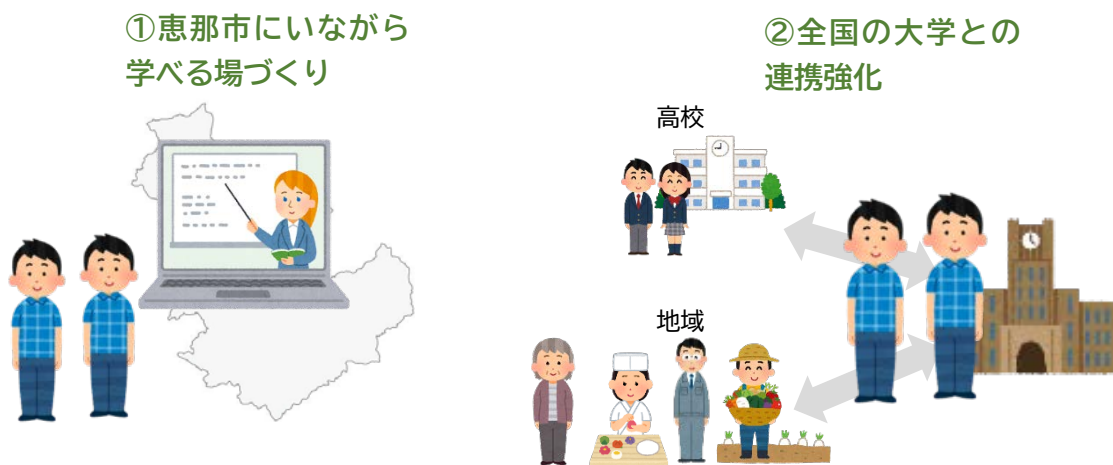 ①恵那市にいながら
学べる場づくり
②全国の大学との
連携強化
高校
地域